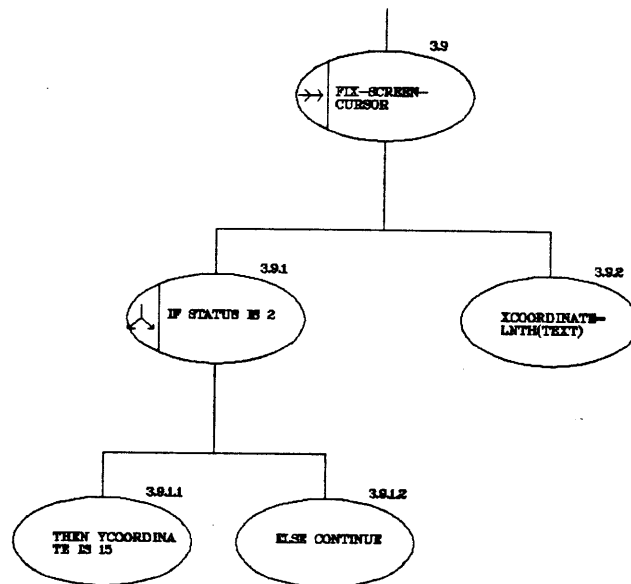 3.9
FIX-SCREEN-
CURSOR
3.9.1
IF STATUS IS 2
3.9.2
XCOORDINATE=
LNTH(TEXT)
3.9.1.1
THEN YCOORDINA
TE IS 15
3.9.1.2
ELSE CONTINUE